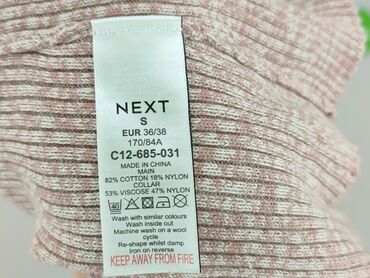 NEXT
S
EUR 36/38
170/84A
C12-685-031
MADE IN CHINA
MAIN
82% COTTON 18% NYLON
COLLAR
53% VISCOSE 47% NYLON
40
Wash with similar colours
Wash inside out
Machine wash on a wool
cycle
Re-shape whilst damp
Iron on reverse
KEEP AWAY FROM FIRE